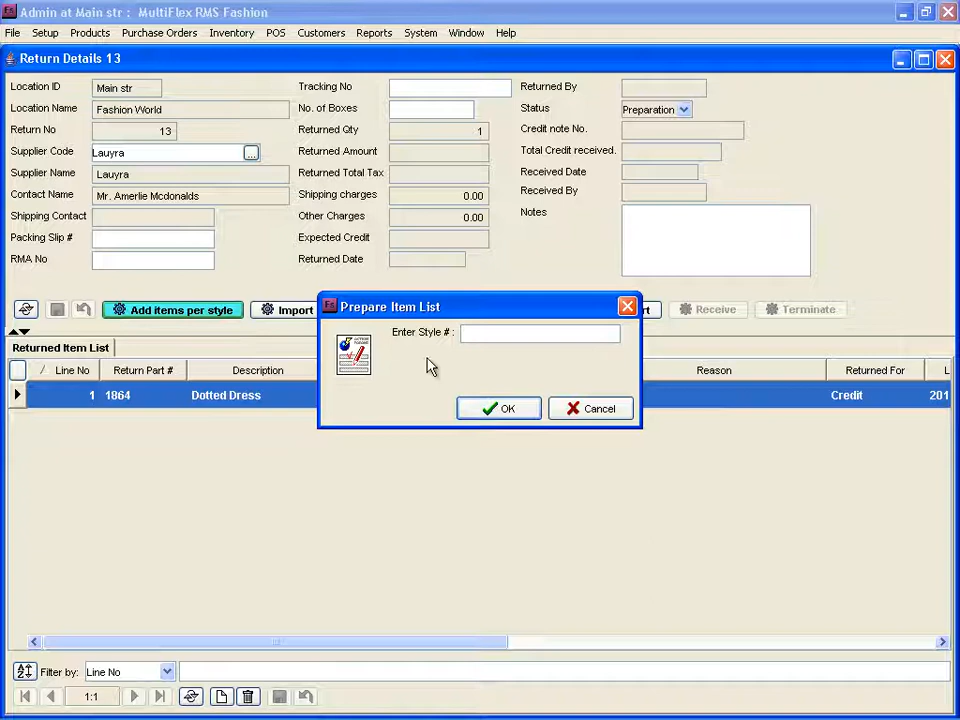 Admin at Main str : MultiFlex RMS Fashion
File Setup Products Purchase Orders Inventory POS Customers Reports System Window Help
Return Details 13
Location ID Main str Tracking No Returned By
Location Name Fashion World No. of Boxes Status Preparation
Return No 13 Returned Qty 1 Credit note No.
Supplier Code Lauyra ... Returned Amount Total Credit received.
Supplier Name Lauyra Returned Total Tax Received Date
Contact Name Mr. Amerlie Mcdonalds Shipping charges 0.00 Received By
Shipping Contact Other Charges 0.00 Notes
Packing Slip # Expected Credit
RMA No Returned Date
Add items per style Import rt Receive Terminate
Prepare Item List
Enter Style # :
OK Cancel
Returned Item List
Line No Return Part # Description Reason Returned For L
1 1864 Dotted Dress Credit 201
Filter by: Line No
1:1